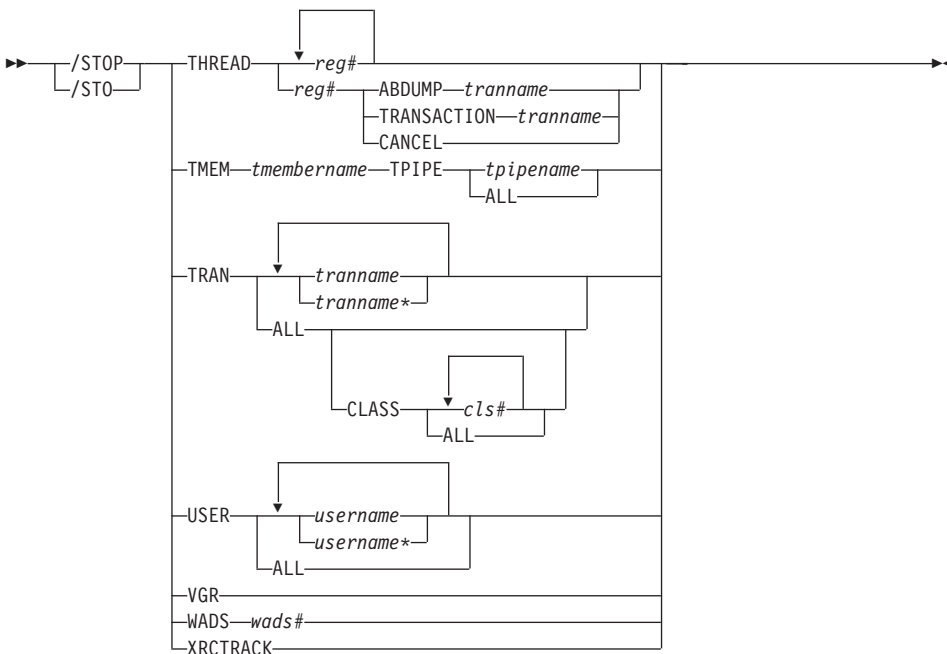 /STOP THREAD reg#
/STO reg# ABDUMP tranname
TRANSACTION tranname
CANCEL
TMEM tmembername TPIPE tpipename
ALL
TRAN tranname
tranname*
ALL
CLASS cls#
ALL
USER username
username*
ALL
VGR
WADS wads#
XRCTRACK